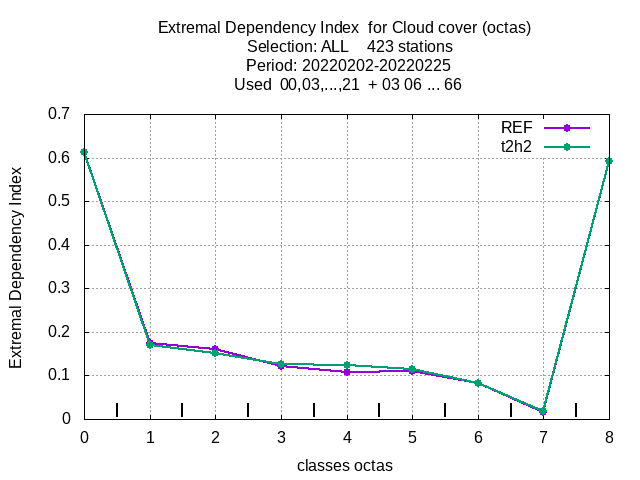 Extremal Dependency Index  for Cloud cover (octas)
Selection: ALL    423 stations
Period: 20220202-20220225
Used  00,03,...,21  + 03 06 ... 66
REF
t2h2
0.7
0.6
0.5
0.4
0.3
0.2
0.1
0
Extremal Dependency Index
0 1 2 3 4 5 6 7 8
classes octas